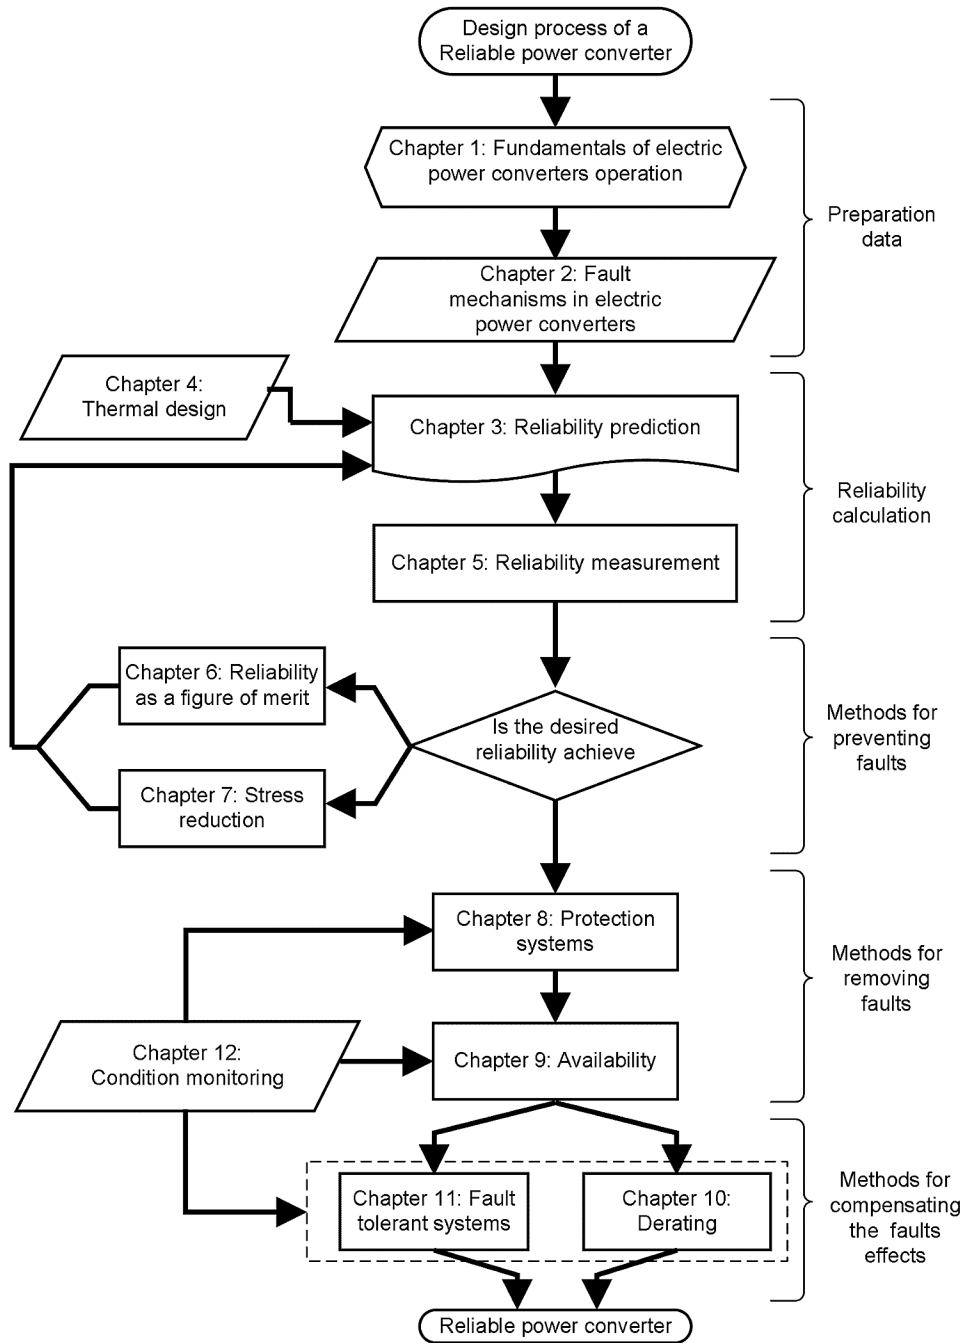 Design process of a
Reliable power converter
Chapter 1: Fundamentals of electric
power converters operation
Preparation
data
Chapter 2: Fault
mechanisms in electric
power converters
Chapter 4:
Thermal design
Chapter 3: Reliability prediction
Reliability
calculation
Chapter 5: Reliability measurement
Chapter 6: Reliability
as a figure of merit
Is the desired
reliability achieve
Methods for
preventing
faults
Chapter 7: Stress
reduction
Chapter 8: Protection
systems
Methods for
removing
faults
Chapter 12:
Condition monitoring
Chapter 9: Availability
Chapter 11: Fault
tolerant systems
Chapter 10:
Derating
Methods for
compensating
the faults
effects
Reliable power converter